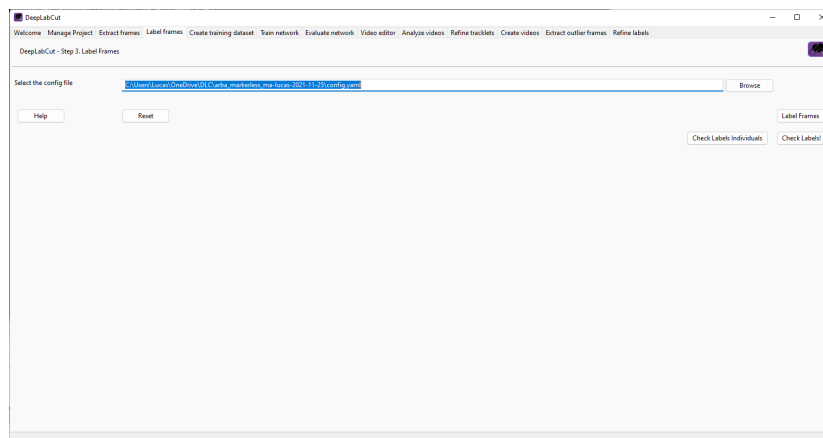 DeepLabCut
Welcome Manage Project Extract frames Label frames Create training dataset Train network Evaluate network Video editor Analyze videos Refine tracklets Create videos Extract outlier frames Refine labels
DeepLabCut - Step 3. Label Frames
Select the config file C:\Users\Lucas\OneDrive\DLC\arba_markerless_ma-lucas-2021-11-25\config.yaml Browse
Help Reset Label Frames
Check Labels Individuals Check Labels!